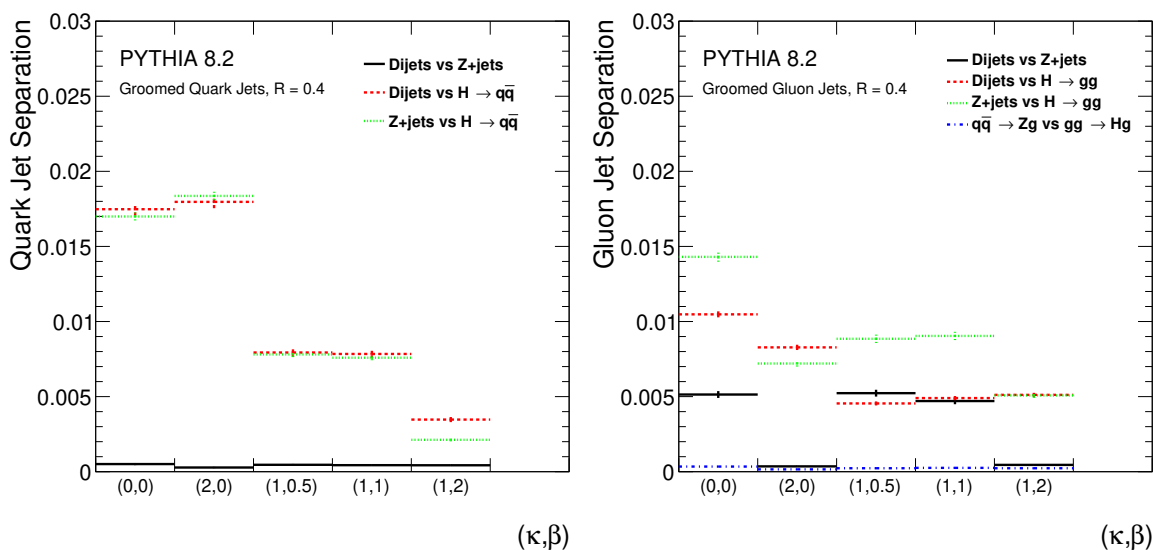 Quark Jet Separation
0.03
0.025
0.02
0.015
0.01
0.005
0
PYTHIA 8.2
Groomed Quark Jets, R = 0.4
Dijets vs Z+jets
Dijets vs H → qq̅
Z+jets vs H → qq̅
(0,0) (2,0) (1,0.5) (1,1) (1,2)
(κ,β)
Gluon Jet Separation
0.03
0.025
0.02
0.015
0.01
0.005
0
PYTHIA 8.2
Groomed Gluon Jets, R = 0.4
Dijets vs Z+jets
Dijets vs H → gg
Z+jets vs H → gg
qq̅ → Zg vs gg → Hg
(0,0) (2,0) (1,0.5) (1,1) (1,2)
(κ,β)